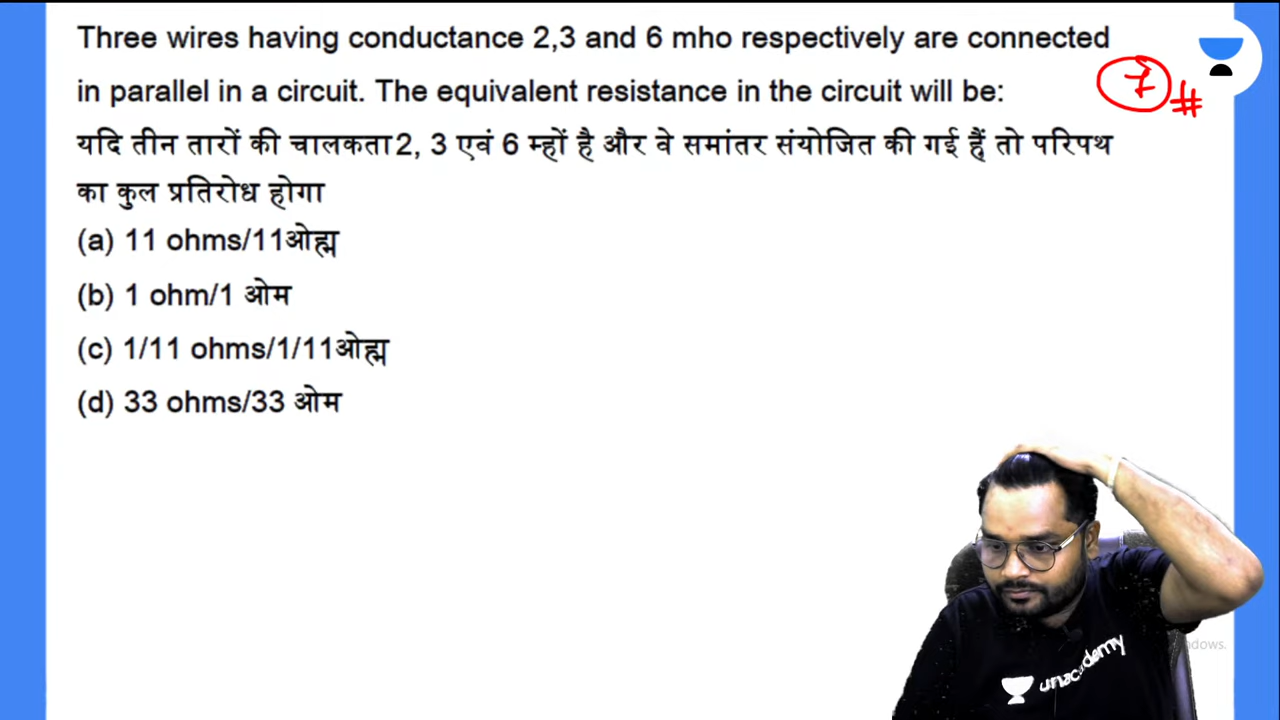 Three wires having conductance 2,3 and 6 mho respectively are connected
in parallel in a circuit. The equivalent resistance in the circuit will be:
7 #
यदि तीन तारों की चालकता 2, 3 एवं 6 म्हों है और वे समांतर संयोजित की गई हैं तो परिपथ
का कुल प्रतिरोध होगा
(a) 11 ohms/11ओह्म
(b) 1 ohm/1 ओम
(c) 1/11 ohms/1/11ओह्म
(d) 33 ohms/33 ओम
ndows.
unacademy